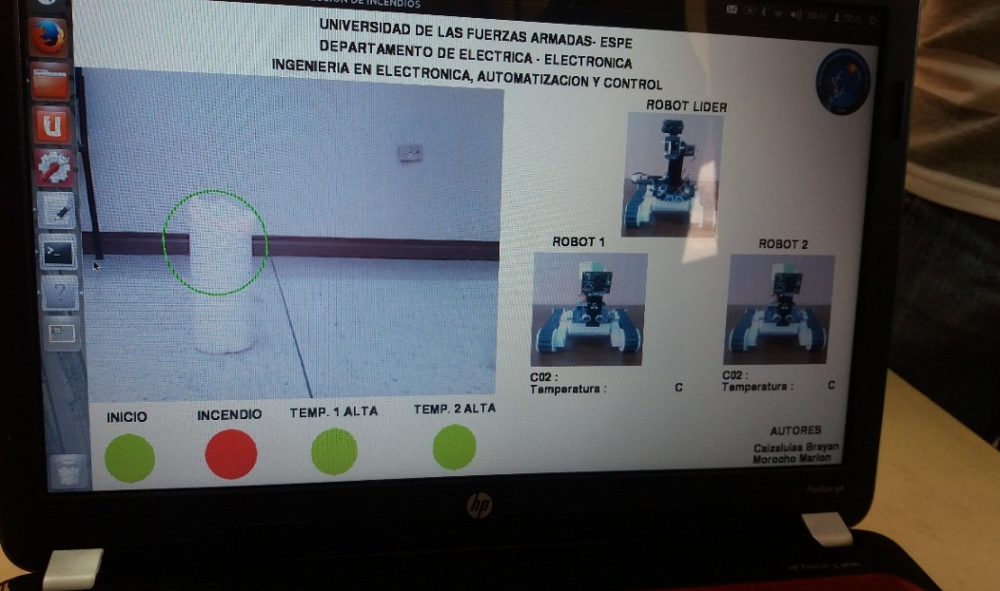 DE INCENDIOS
UNIVERSIDAD DE LAS FUERZAS ARMADAS- ESPE
DEPARTAMENTO DE ELECTRICA - ELECTRONICA
INGENIERIA EN ELECTRONICA, AUTOMATIZACION Y CONTROL
ROBOT LIDER
ROBOT 1
ROBOT 2
C02 :
Temperatura : C
C02 :
Temperatura : C
INICIO
INCENDIO
TEMP. 1 ALTA
TEMP. 2 ALTA
AUTORES
Caizaluisa Brayan
Morocho Marlon
hp
Pavilion g4